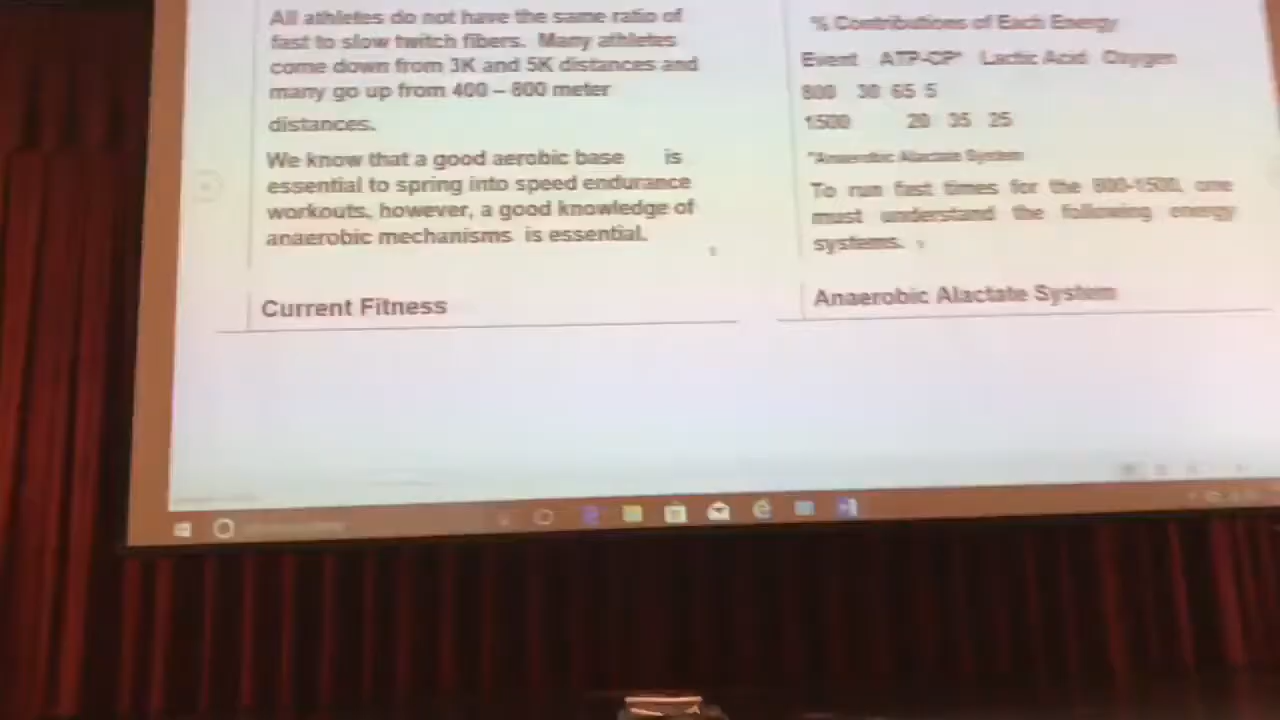 All athletes do not have the same ratio of
fast to slow twitch fibers. Many athletes
come down from 3K and 5K distances and
many go up from 400 – 800 meter
distances.
We know that a good aerobic base is
essential to spring into speed endurance
workouts, however, a good knowledge of
anaerobic mechanisms is essential.
Current Fitness
% Contributions of Each Energy
Event ATP-CP* Lactic Acid Oxygen
800 30 65 5
1500 20 35 25
*Anaerobic Alactate System
To run fast times for the 800-1500, one
must understand the following energy
systems.
Anaerobic Alactate System